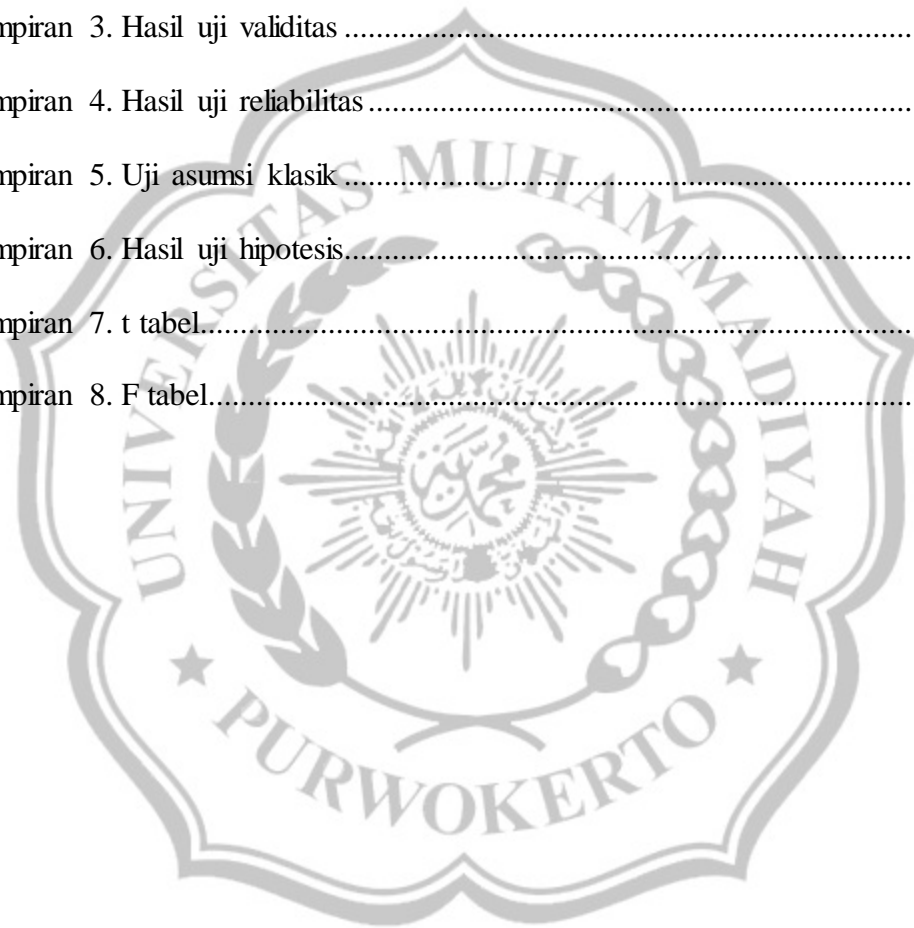 mpiran 3. Hasil uji validitas ........................................................................
mpiran 4. Hasil uji reliabilitas .....................................................................
mpiran 5. Uji asumsi klasik ........................................................................
mpiran 6. Hasil uji hipotesis........................................................................
mpiran 7. t tabel..........................................................................................
mpiran 8. F tabel.........................................................................................
UNIVERSITAS MUHAMMADIYAH
PURWOKERTO